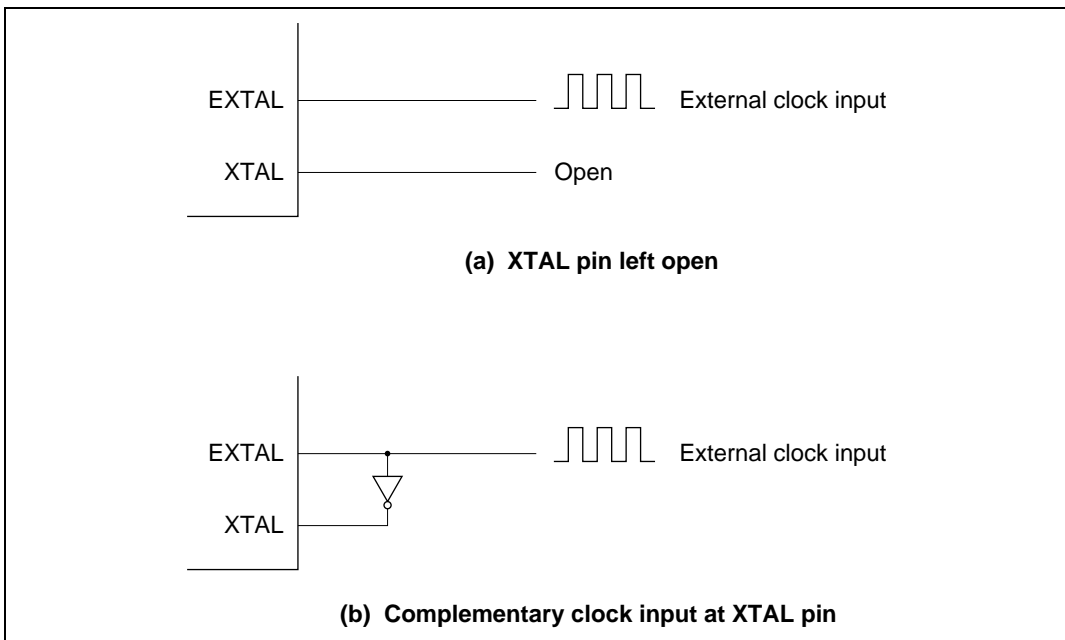 EXTAL
External clock input
XTAL
Open
(a) XTAL pin left open
EXTAL
External clock input
XTAL
(b) Complementary clock input at XTAL pin